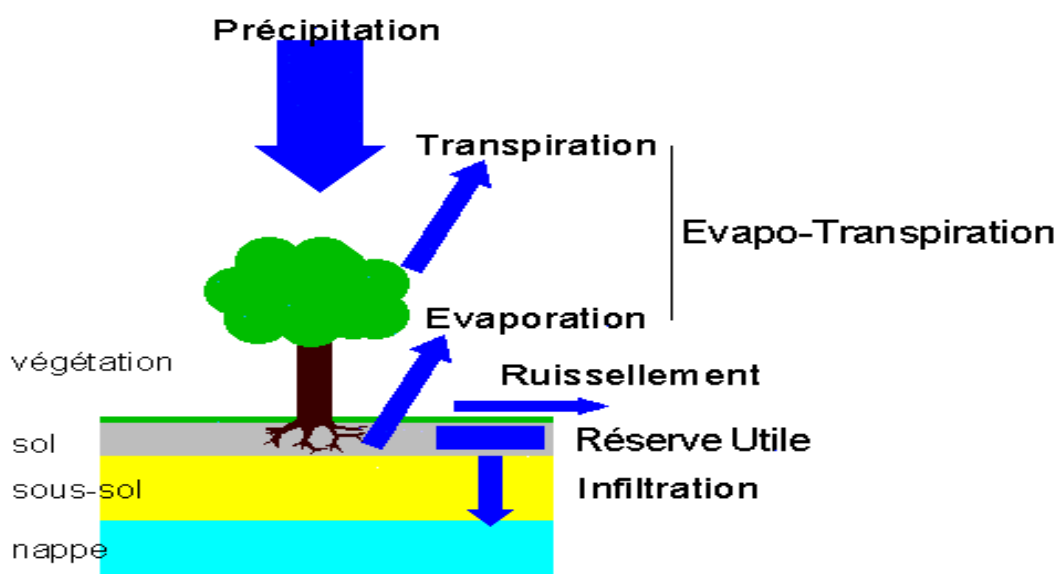 Précipitation
Transpiration
Evapo-Transpiration
Evaporation
végétation
Ruissellement
sol
Réserve Utile
sous-sol
Infiltration
nappe